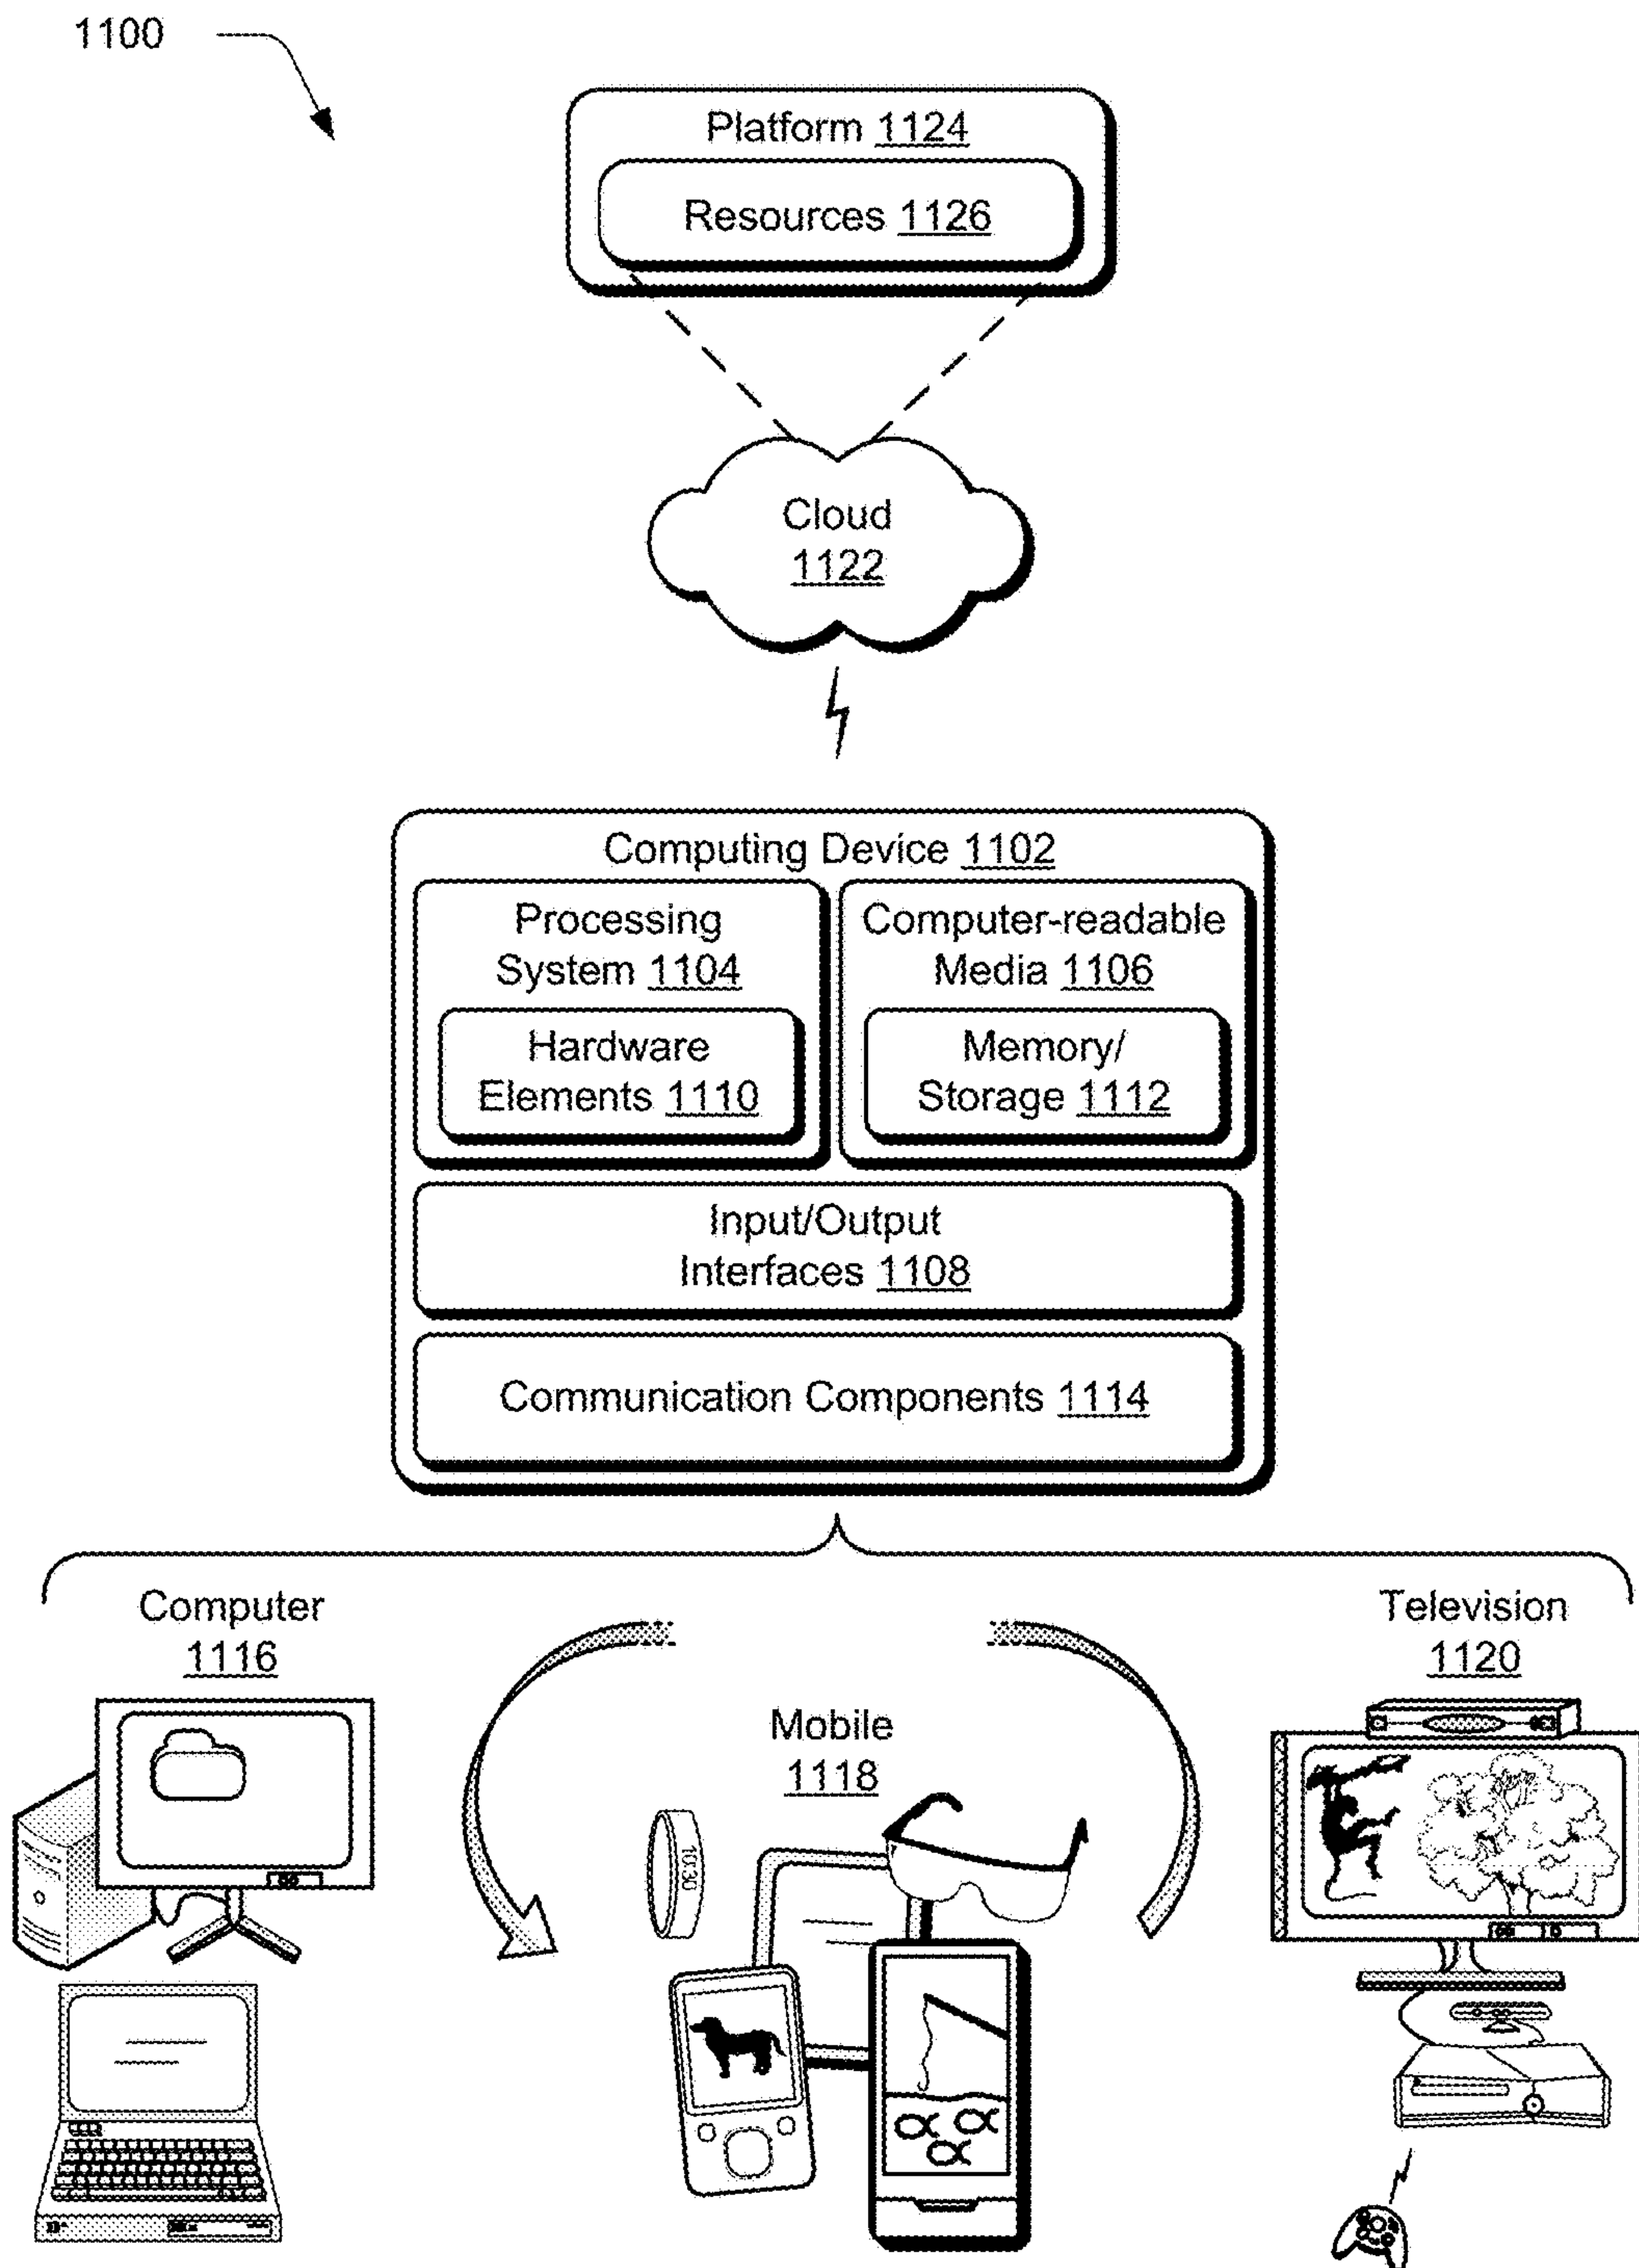 1100
Platform 1124
Resources 1126
Cloud
1122
Computing Device 1102
Processing
System 1104
Computer-readable
Media 1106
Hardware
Elements 1110
Memory/
Storage 1112
Input/Output
Interfaces 1108
Communication Components 1114
Computer
1116
Mobile
1118
Television
1120
10:30